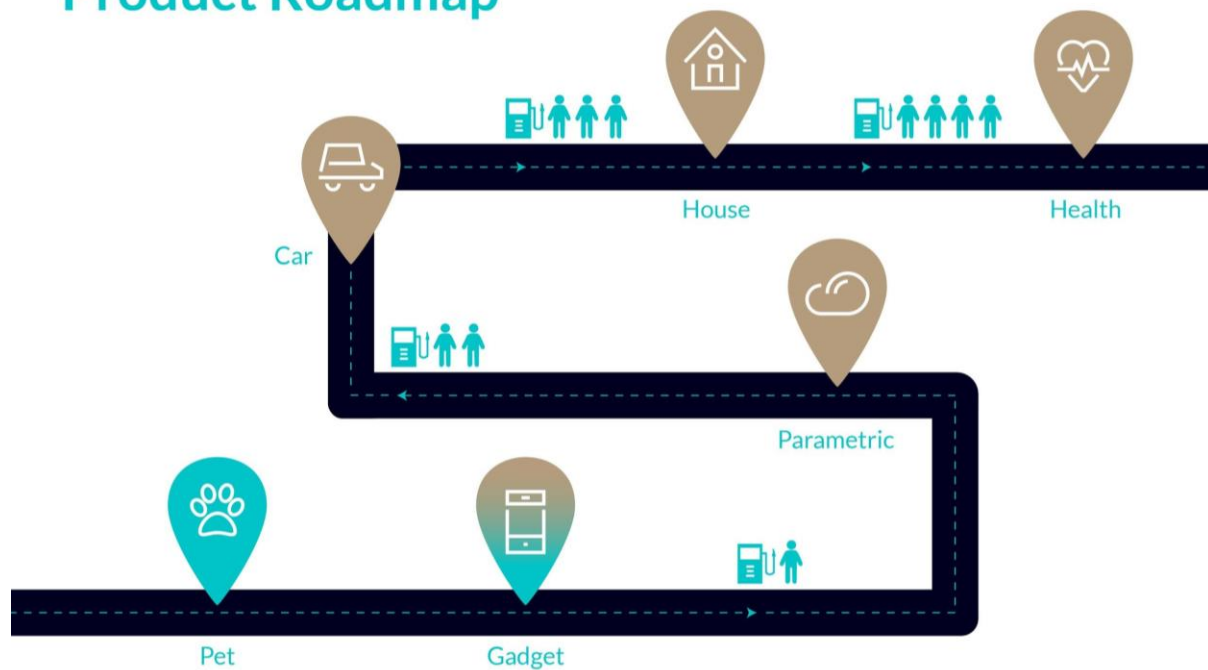 Product Roadmap
House
Health
Car
Parametric
Pet
Gadget